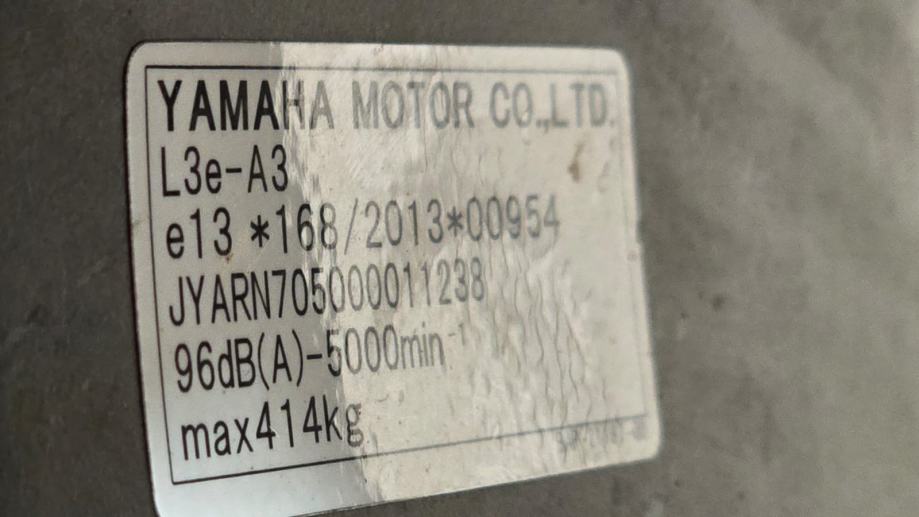 YAMAHA MOTOR CO.,LTD.
L3e-A3
e13 *168/2013*00954
JYARN705000011238
96dB(A)-5000min⁻¹
max414kg